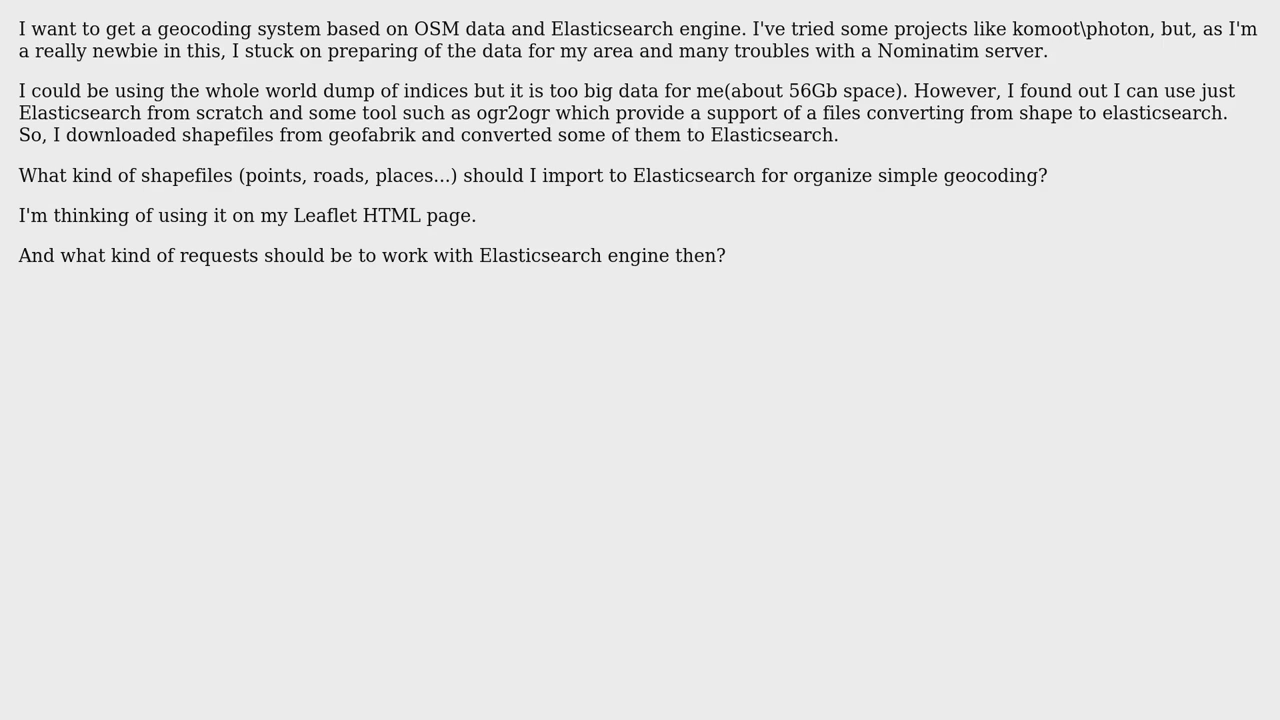 I want to get a geocoding system based on OSM data and Elasticsearch engine. I've tried some projects like komoot\photon, but, as I'm
a really newbie in this, I stuck on preparing of the data for my area and many troubles with a Nominatim server.
I could be using the whole world dump of indices but it is too big data for me(about 56Gb space). However, I found out I can use just
Elasticsearch from scratch and some tool such as ogr2ogr which provide a support of a files converting from shape to elasticsearch.
So, I downloaded shapefiles from geofabrik and converted some of them to Elasticsearch.
What kind of shapefiles (points, roads, places...) should I import to Elasticsearch for organize simple geocoding?
I'm thinking of using it on my Leaflet HTML page.
And what kind of requests should be to work with Elasticsearch engine then?